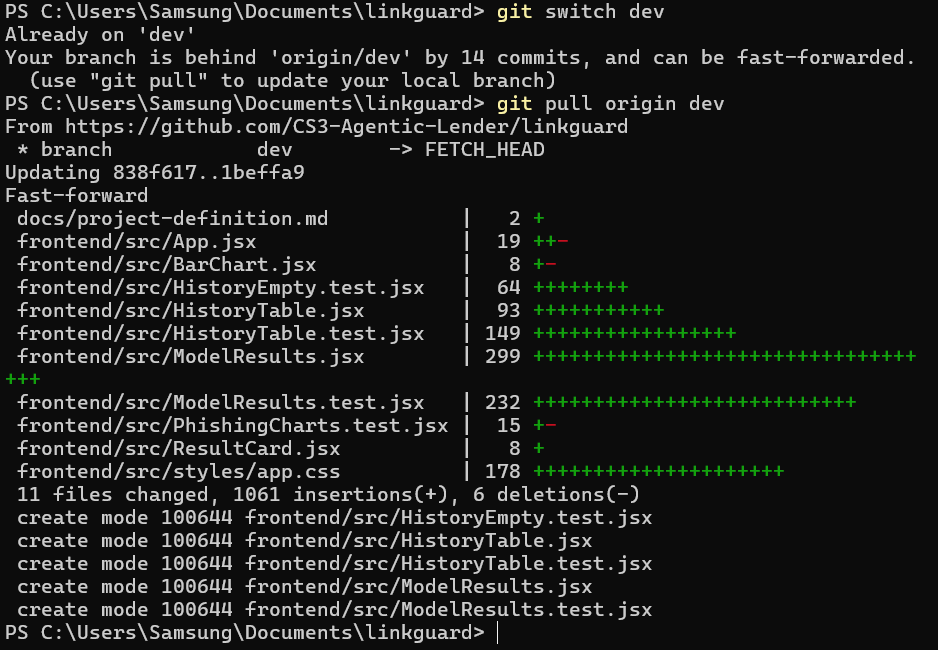 PS C:\Users\Samsung\Documents\linkguard> git switch dev
Already on 'dev'
Your branch is behind 'origin/dev' by 14 commits, and can be fast-forwarded.
  (use "git pull" to update your local branch)
PS C:\Users\Samsung\Documents\linkguard> git pull origin dev
From https://github.com/CS3-Agentic-Lender/linkguard
 * branch            dev        -> FETCH_HEAD
Updating 838f617..1beffa9
Fast-forward
 docs/project-definition.md           |   2 +
 frontend/src/App.jsx                 |  19 ++-
 frontend/src/BarChart.jsx            |   8 +-
 frontend/src/HistoryEmpty.test.jsx   |  64 ++++++++
 frontend/src/HistoryTable.jsx        |  93 +++++++++++
 frontend/src/HistoryTable.test.jsx   | 149 +++++++++++++++++
 frontend/src/ModelResults.jsx        | 299 ++++++++++++++++++++++++++++++++
+++
 frontend/src/ModelResults.test.jsx   | 232 +++++++++++++++++++++++++++
 frontend/src/PhishingCharts.test.jsx |  15 +-
 frontend/src/ResultCard.jsx          |   8 +
 frontend/src/styles/app.css          | 178 +++++++++++++++++++++
 11 files changed, 1061 insertions(+), 6 deletions(-)
 create mode 100644 frontend/src/HistoryEmpty.test.jsx
 create mode 100644 frontend/src/HistoryTable.jsx
 create mode 100644 frontend/src/HistoryTable.test.jsx
 create mode 100644 frontend/src/ModelResults.jsx
 create mode 100644 frontend/src/ModelResults.test.jsx
PS C:\Users\Samsung\Documents\linkguard>